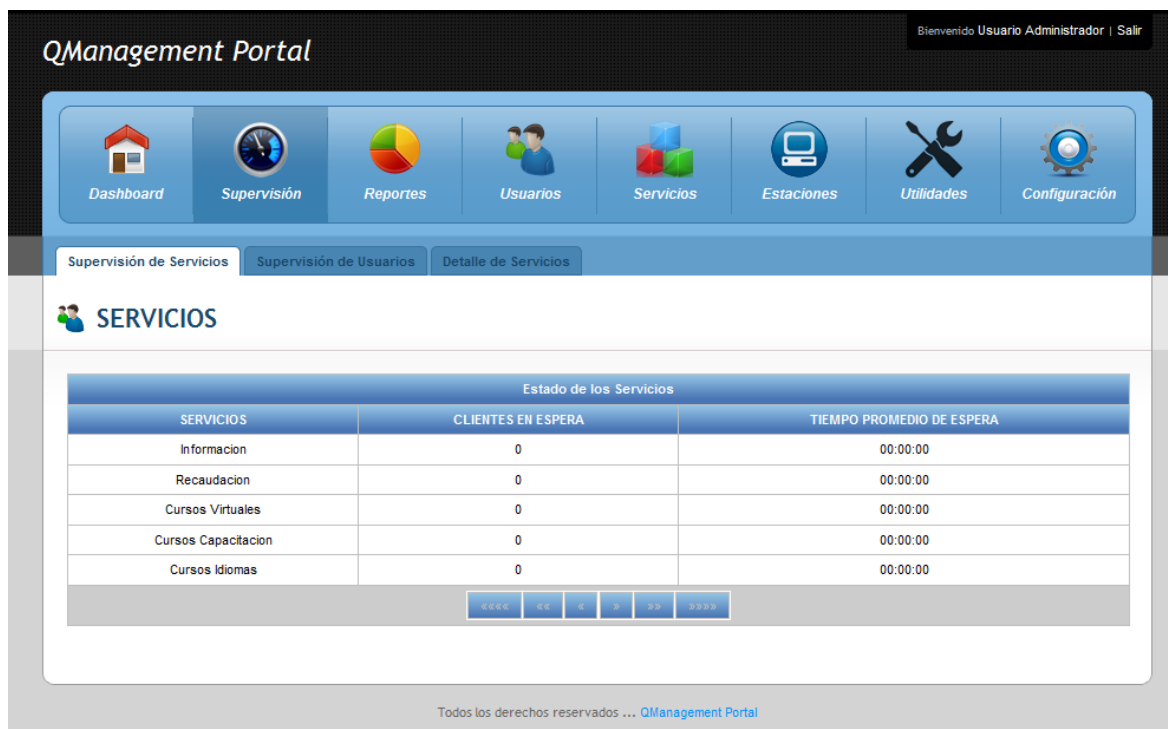 Bienvenido Usuario Administrador | Salir
QManagement Portal
Dashboard Supervisión Reportes Usuarios Servicios Estaciones Utilidades Configuración
Supervisión de Servicios Supervisión de Usuarios Detalle de Servicios
SERVICIOS
Estado de los Servicios
SERVICIOS CLIENTES EN ESPERA TIEMPO PROMEDIO DE ESPERA
Informacion 0 00:00:00
Recaudacion 0 00:00:00
Cursos Virtuales 0 00:00:00
Cursos Capacitacion 0 00:00:00
Cursos Idiomas 0 00:00:00
«««« «« « » »» »»»»
Todos los derechos reservados ... QManagement Portal